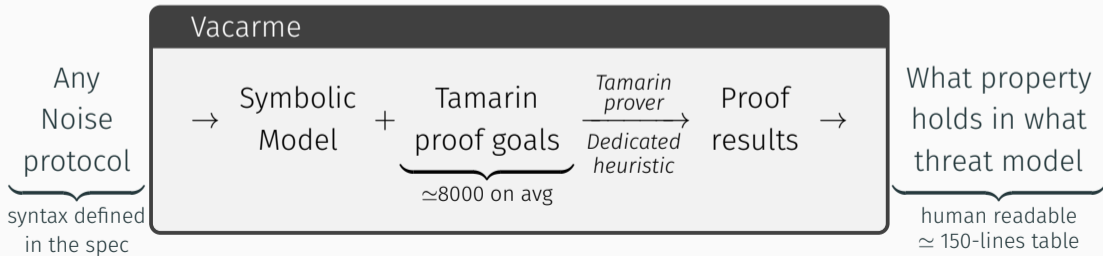 Vacarme
Any
Noise
protocol
syntax defined
in the spec
→
Symbolic
Model
+
Tamarin
proof goals
≃8000 on avg
Tamarin
prover
Dedicated
heuristic
Proof
results
→
What property
holds in what
threat model
human readable
≃ 150-lines table